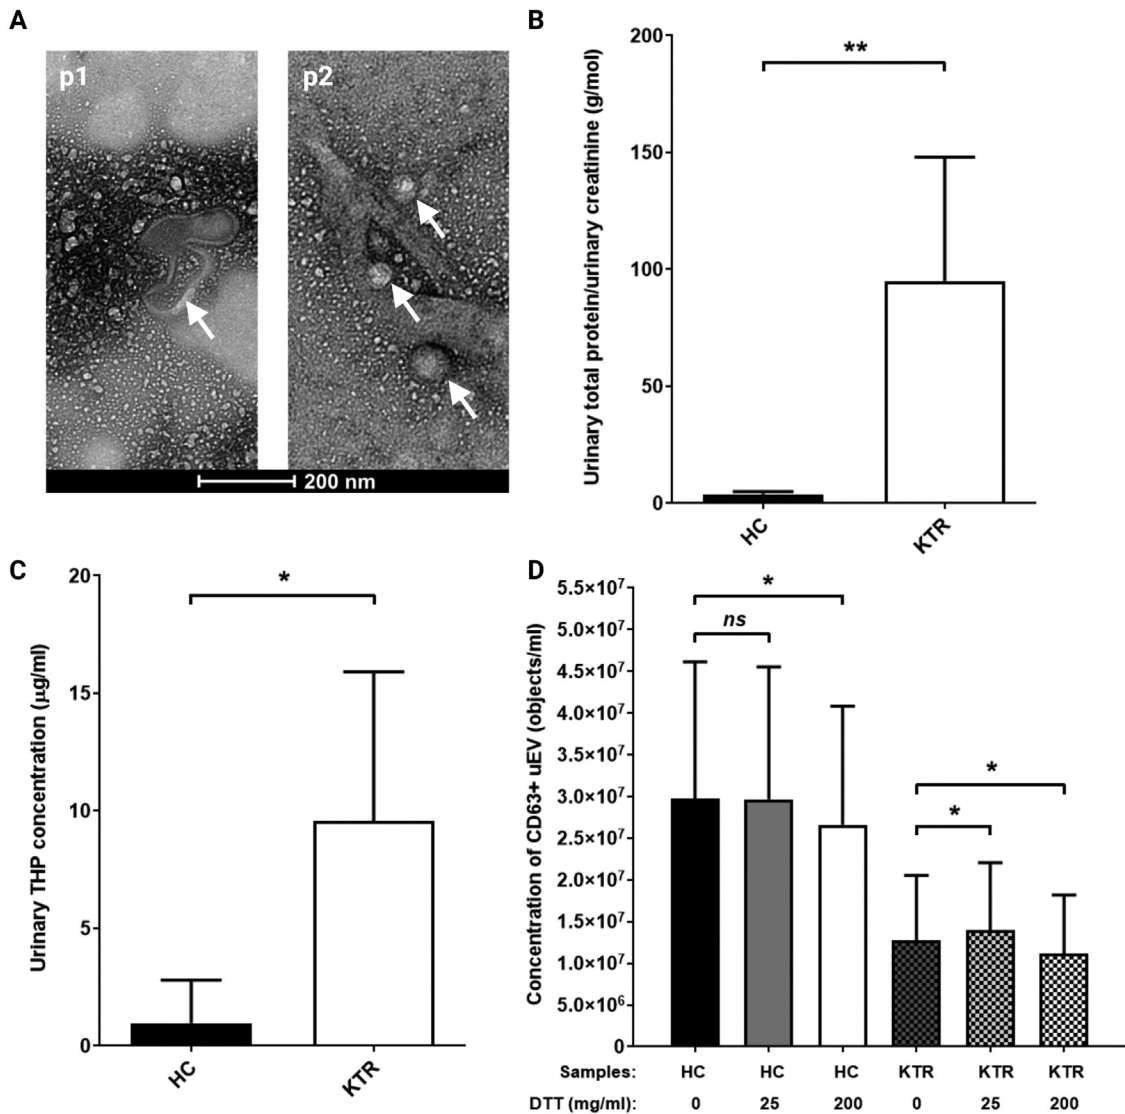 A
p1
p2
200 nm
B
Urinary total protein/urinary creatinine (g/mol)
200
150
100
50
0
**
HC
KTR
C
Urinary THP concentration (µg/ml)
20
15
10
5
0
*
HC
KTR
D
Concentration of CD63+ uEV (objects/ml)
5.5×10⁷
5.0×10⁷
4.5×10⁷
4.0×10⁷
3.5×10⁷
3.0×10⁷
2.5×10⁷
2.0×10⁷
1.5×10⁷
1.0×10⁷
5.0×10⁶
0
*
ns
*
*
Samples: HC HC HC KTR KTR KTR
DTT (mg/ml): 0 25 200 0 25 200